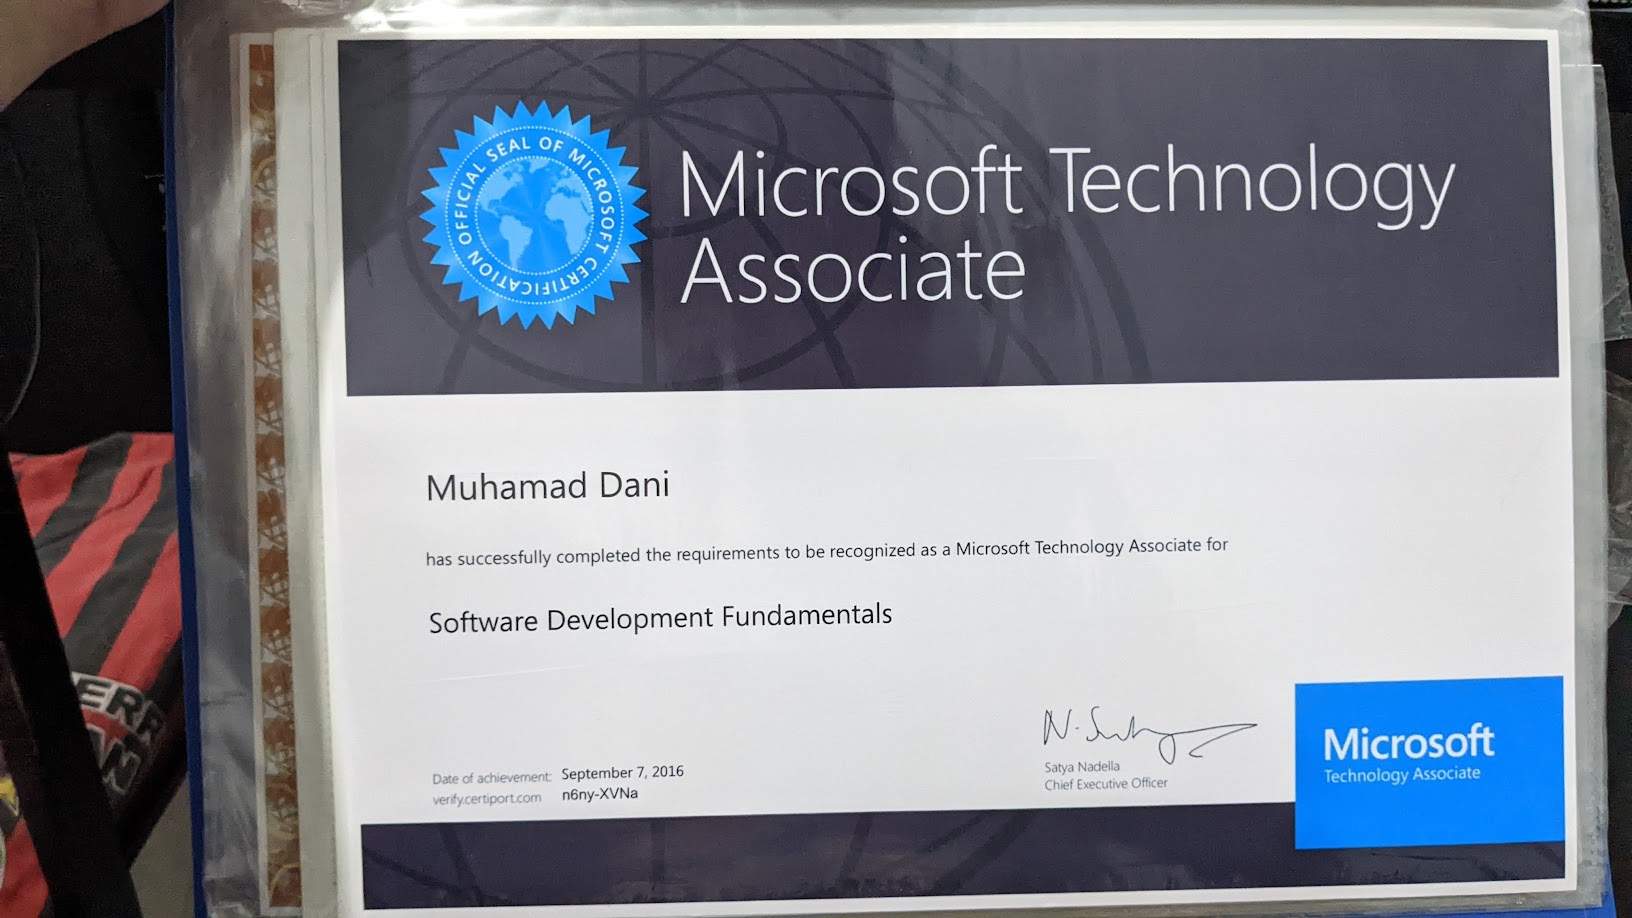 OFFICIAL SEAL OF MICROSOFT CERTIFICATION
Microsoft Technology
Associate
Muhamad Dani
has successfully completed the requirements to be recognized as a Microsoft Technology Associate for
Software Development Fundamentals
Date of achievement: September 7, 2016
verify.certiport.com n6ny-XVNa
N. Satya
Satya Nadella
Chief Executive Officer
Microsoft
Technology Associate